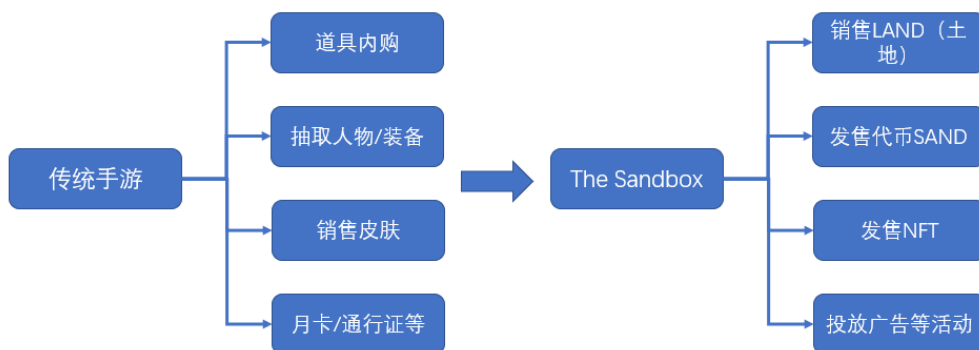 传统手游
道具内购
抽取人物/装备
销售皮肤
月卡/通行证等
The Sandbox
销售LAND（土
地）
发售代币SAND
发售NFT
投放广告等活动